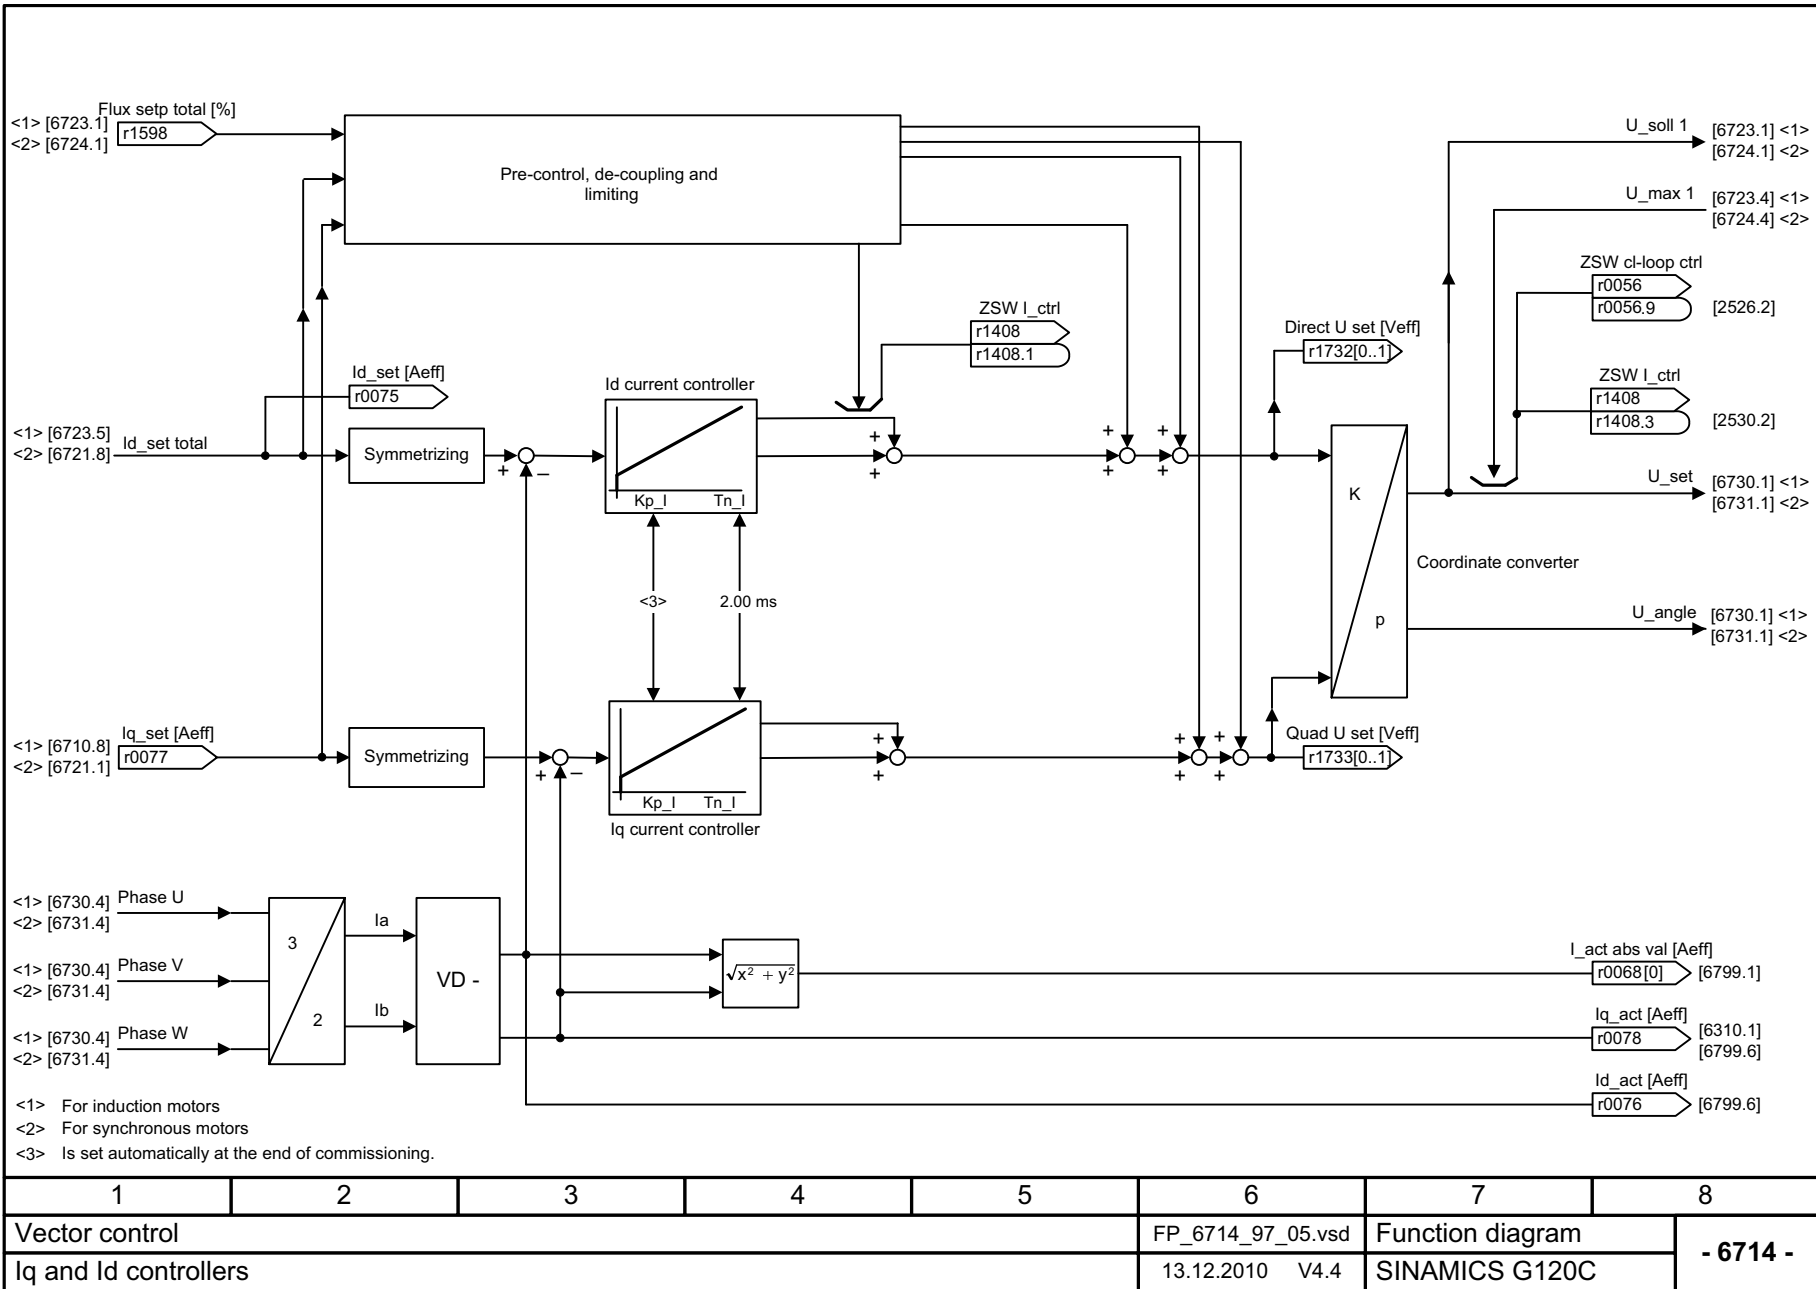 Flux setp total [%]
<1> [6723.1]
<2> [6724.1]
r1598
Pre-control, de-coupling and
limiting
U_soll 1
[6723.1] <1>
[6724.1] <2>
U_max 1
[6723.4] <1>
[6724.4] <2>
ZSW cl-loop ctrl
r0056
r0056.9
[2526.2]
ZSW I_ctrl
r1408
r1408.1
Direct U set [Veff]
r1732[0..1]
ZSW I_ctrl
r1408
r1408.3
[2530.2]
Id_set [Aeff]
r0075
Id current controller
<1> [6723.5]
<2> [6721.8]
Id_set total
Symmetrizing
+
−
Kp_I
Tn_I
+
+
+
+
+
+
K
p
Coordinate converter
U_set
[6730.1] <1>
[6731.1] <2>
<3>
2.00 ms
U_angle
[6730.1] <1>
[6731.1] <2>
Iq_set [Aeff]
<1> [6710.8]
<2> [6721.1]
r0077
Symmetrizing
+
−
Kp_I
Tn_I
Iq current controller
+
+
+
+
+
+
Quad U set [Veff]
r1733[0..1]
<1> [6730.4]
<2> [6731.4]
Phase U
<1> [6730.4]
<2> [6731.4]
Phase V
<1> [6730.4]
<2> [6731.4]
Phase W
3
2
Ia
Ib
VD -
√x² + y²
I_act abs val [Aeff]
r0068[0]
[6799.1]
Iq_act [Aeff]
r0078
[6310.1]
[6799.6]
Id_act [Aeff]
r0076
[6799.6]
<1> For induction motors
<2> For synchronous motors
<3> Is set automatically at the end of commissioning.
1 2 3 4 5 6 7 8
Vector control
FP_6714_97_05.vsd
Function diagram
- 6714 -
Iq and Id controllers
13.12.2010 V4.4
SINAMICS G120C